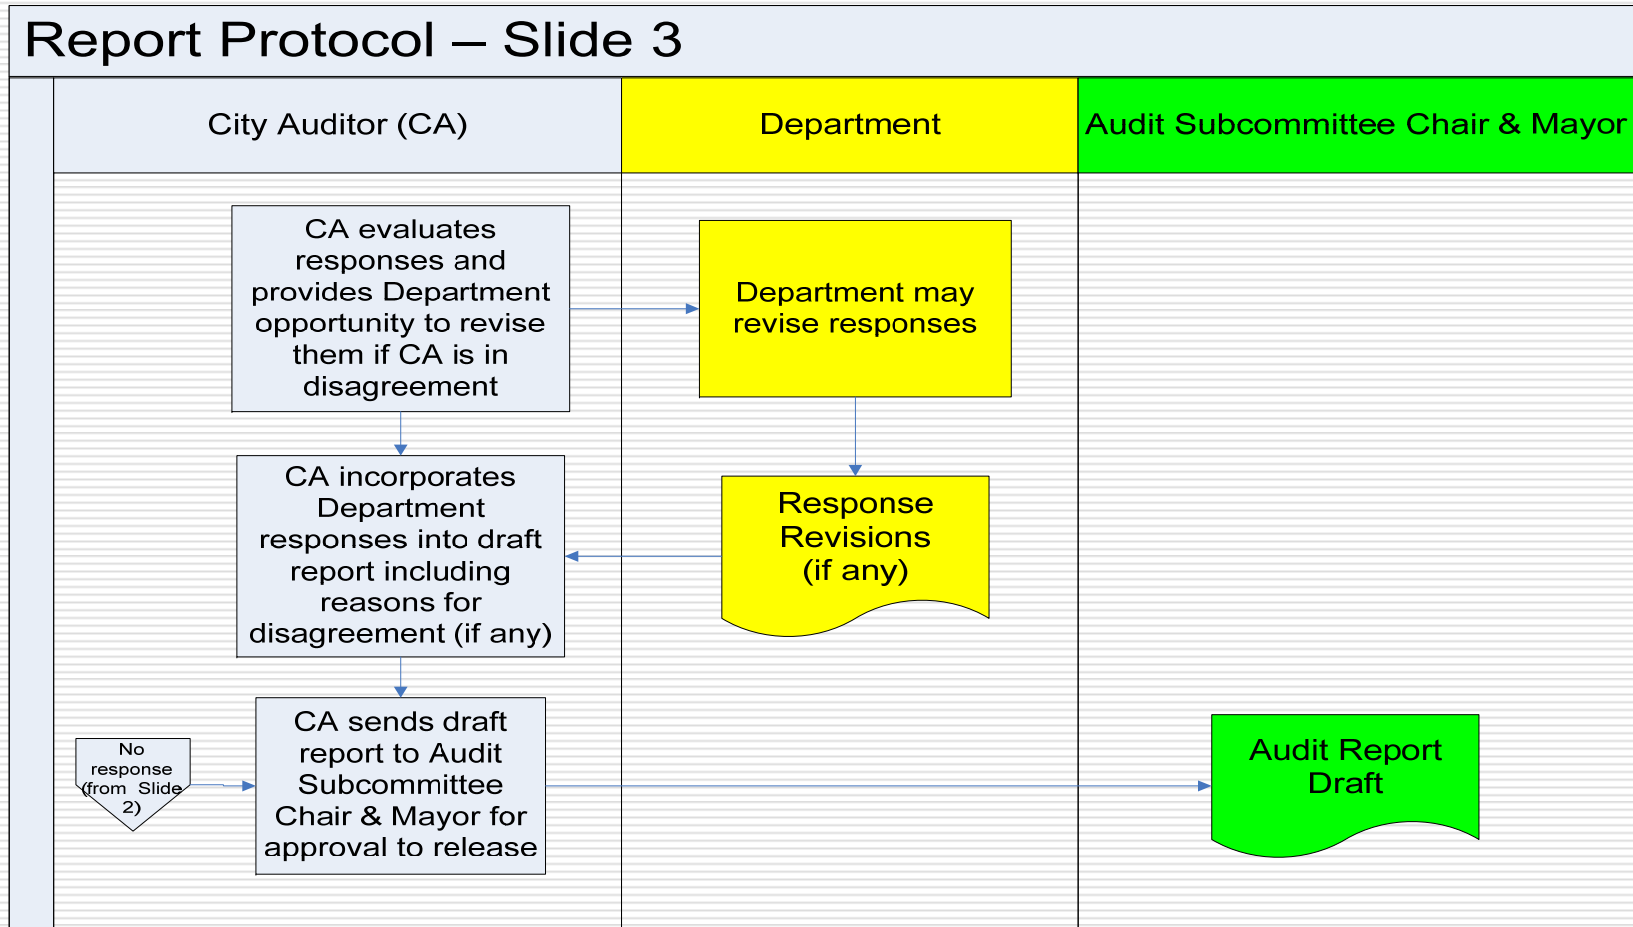 Report Protocol – Slide 3
City Auditor (CA)
Department
Audit Subcommittee Chair & Mayor
CA evaluates
responses and
provides Department
opportunity to revise
them if CA is in
disagreement
Department may
revise responses
CA incorporates
Department
responses into draft
report including
reasons for
disagreement (if any)
Response
Revisions
(if any)
No
response
(from Slide
2)
CA sends draft
report to Audit
Subcommittee
Chair & Mayor for
approval to release
Audit Report
Draft